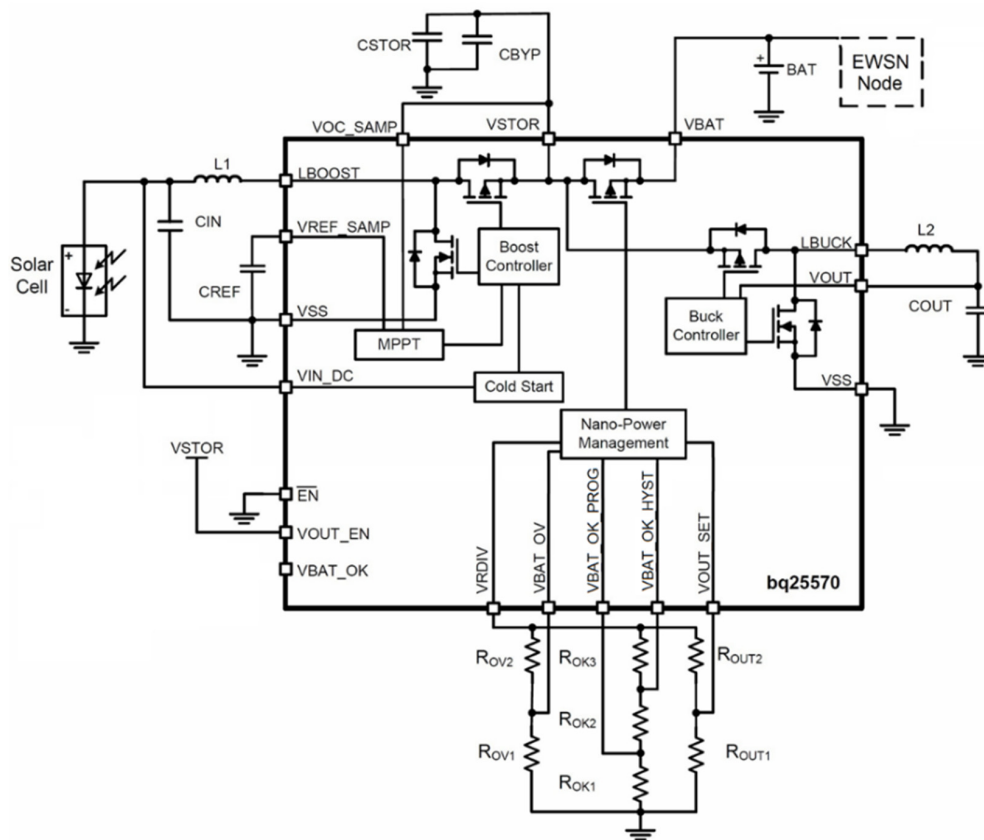 CSTOR
CBYP
BAT
EWSN
Node
VOC_SAMP
VSTOR
VBAT
L1
LBOOST
CIN
VREF_SAMP
Boost
Controller
L2
LBUCK
Solar
Cell
+
-
CREF
VOUT
VSS
Buck
Controller
COUT
MPPT
VIN_DC
Cold Start
VSS
Nano-Power
Management
VSTOR
EN
VOUT_EN
VBAT_OK
VRDIV
VBAT_OV
VBAT_OK_PROG
VBAT_OK_HYST
VOUT_SET
bq25570
ROV2
ROK3
ROUT2
ROK2
ROV1
ROUT1
ROK1
+